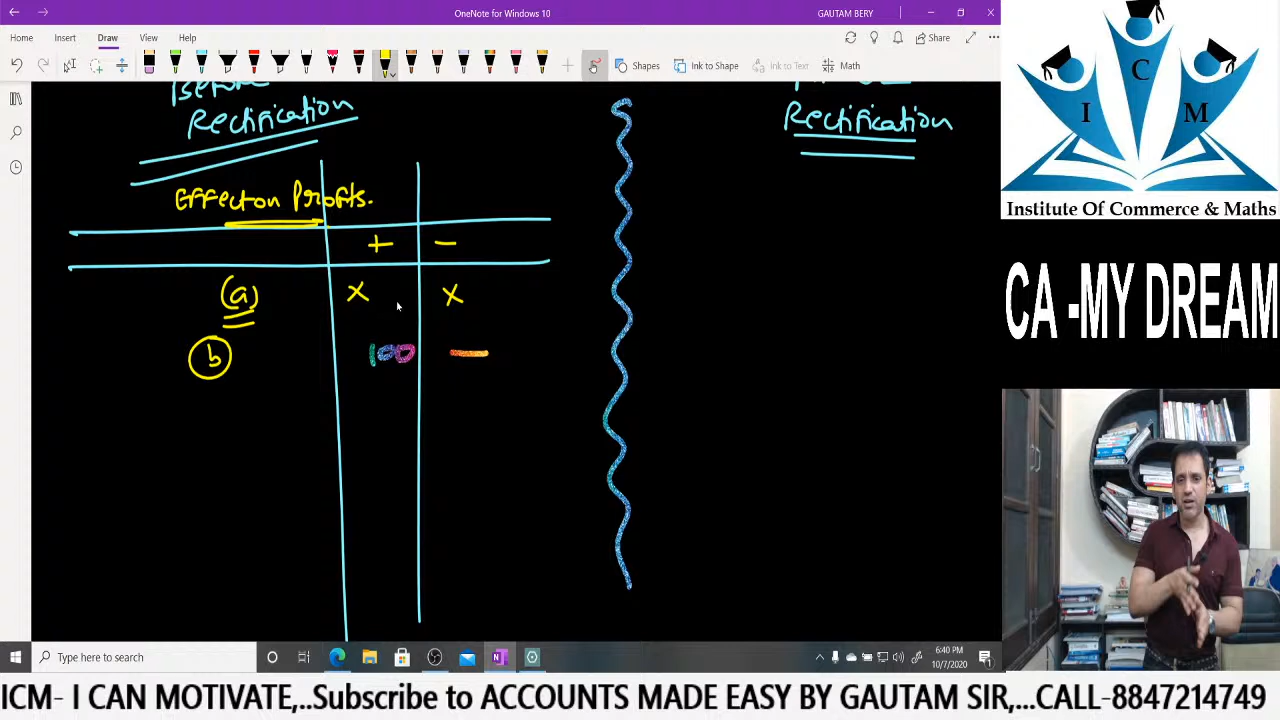 OneNote for Windows 10
GAUTAM BERY
Home Insert Draw View Help
Share
Shapes Ink to Shape Ink to Text Math
Before
Rectification
Rectification
Effect on Profits.
+ -
(a) x x
b 100 —
I C M
Institute Of Commerce & Maths
CA -MY DREAM
Type here to search
6:40 PM
10/7/2020
ICM- I CAN MOTIVATE,..Subscribe to ACCOUNTS MADE EASY BY GAUTAM SIR,...CALL-8847214749